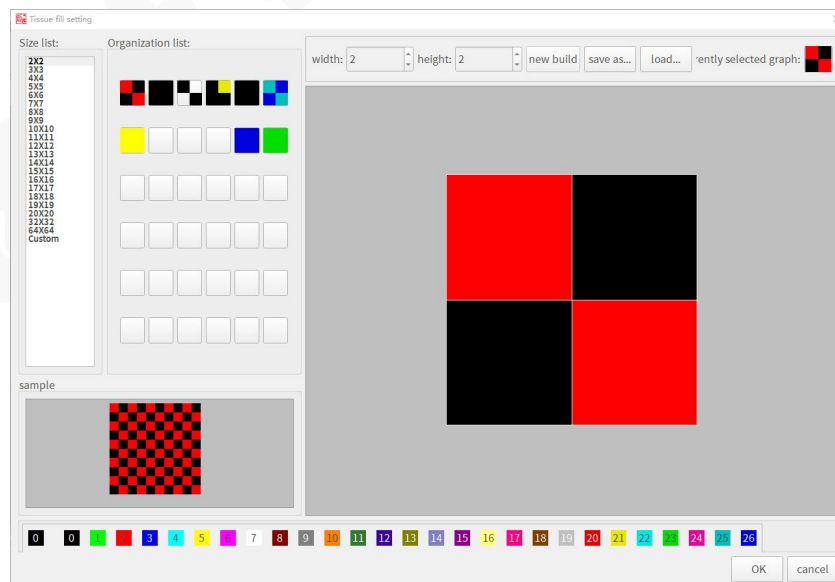 Tissue fill setting
Size list:
Organization list:
width: 2 height: 2 new build save as... load... rently selected graph:
2X2
3X3
4X4
5X5
6X6
7X7
8X8
9X9
10X10
11X11
12X12
13X13
14X14
15X15
16X16
17X17
18X18
19X19
20X20
32X32
64X64
Custom
sample
0 0 1 3 4 5 6 7 8 9 10 11 12 13 14 15 16 17 18 19 20 21 22 23 24 25 26
OK cancel